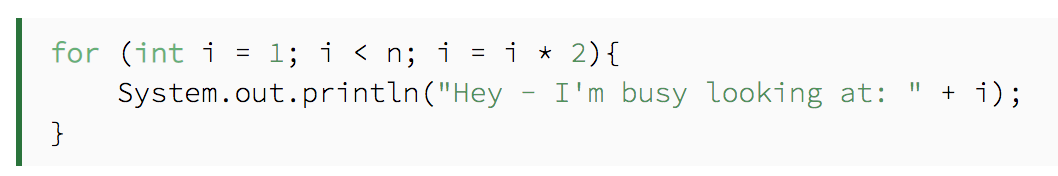 for (int i = 1; i < n; i = i * 2){
    System.out.println("Hey - I'm busy looking at: " + i);
}